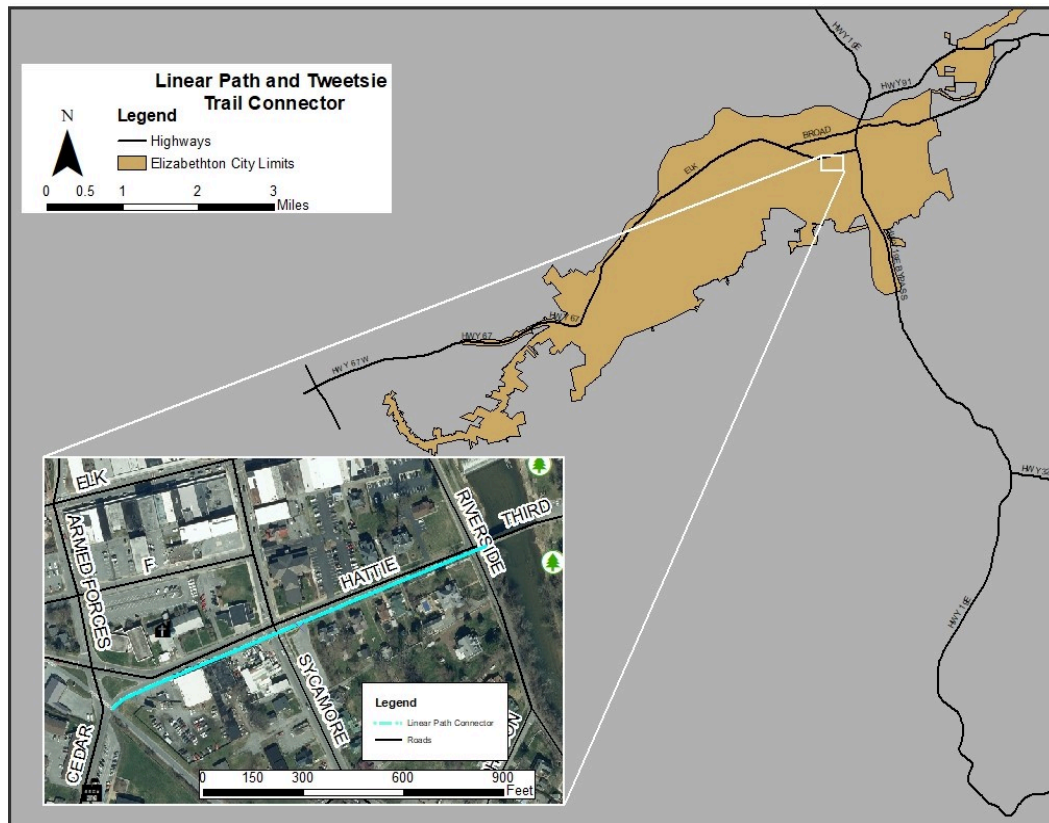 Linear Path and Tweetsie
Trail Connector
N
Legend
Highways
Elizabethton City Limits
0 0.5 1 2 3
Miles
HWY 19E
HWY 91
BROAD
ELK
HWY 67
HWY 67
HWY 67 W
19E BYPASS
HWY 32
HWY 19E
ELK
ARMED FORCES
F
HATTIE
RIVERSIDE
THIRD
SYCAMORE
CEDAR
Legend
Linear Path Connector
Roads
0 150 300 600 900
Feet